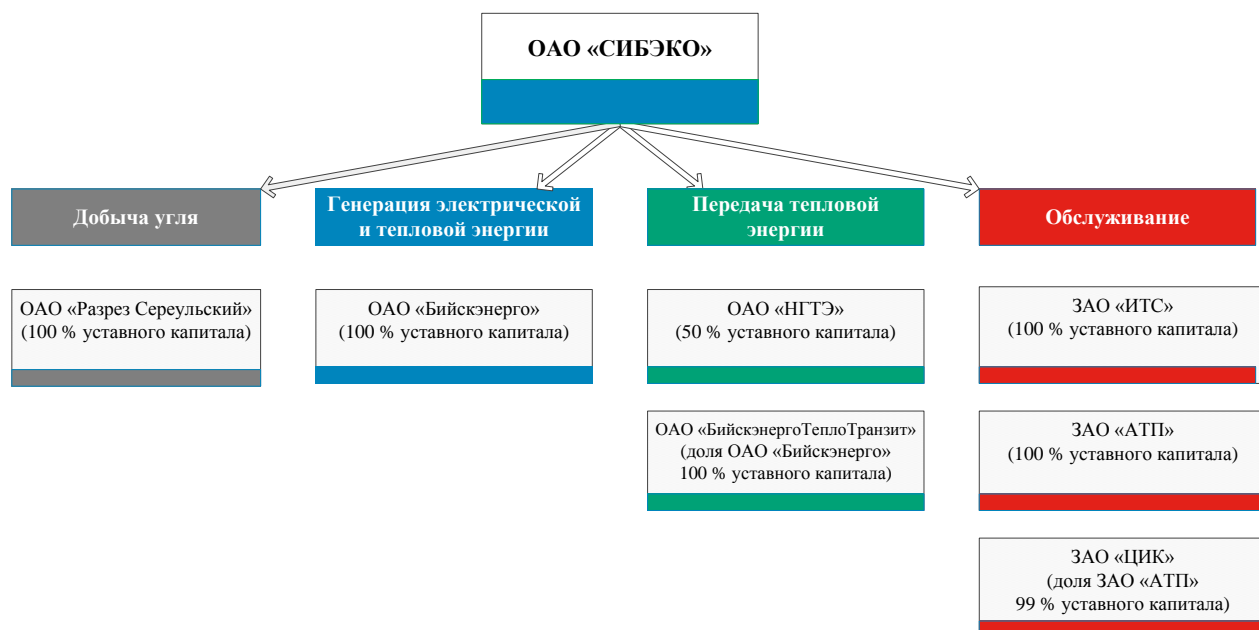 ОАО «СИБЭКО»
Добыча угля
Генерация электрической
и тепловой энергии
Передача тепловой
энергии
Обслуживание
ОАО «Разрез Сереульский»
(100 % уставного капитала)
ОАО «Бийскэнерго»
(100 % уставного капитала)
ОАО «НГТЭ»
(50 % уставного капитала)
ЗАО «ИТС»
(100 % уставного капитала)
ОАО «БийскэнергоТеплоТранзит»
(доля ОАО «Бийскэнерго»
100 % уставного капитала)
ЗАО «АТП»
(100 % уставного капитала)
ЗАО «ЦИК»
(доля ЗАО «АТП»
99 % уставного капитала)